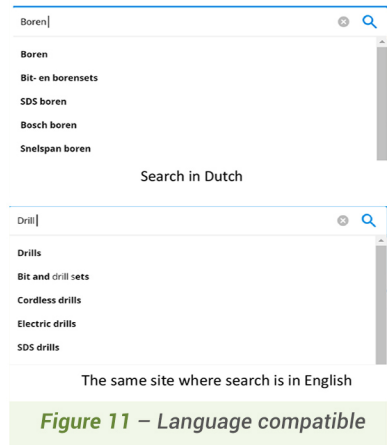 Boren
Boren
Bit- en borensets
SDS boren
Bosch boren
Snelspan boren
Search in Dutch
Drill
Drills
Bit and drill sets
Cordless drills
Electric drills
SDS drills
The same site where search is in English
Figure 11 – Language compatible